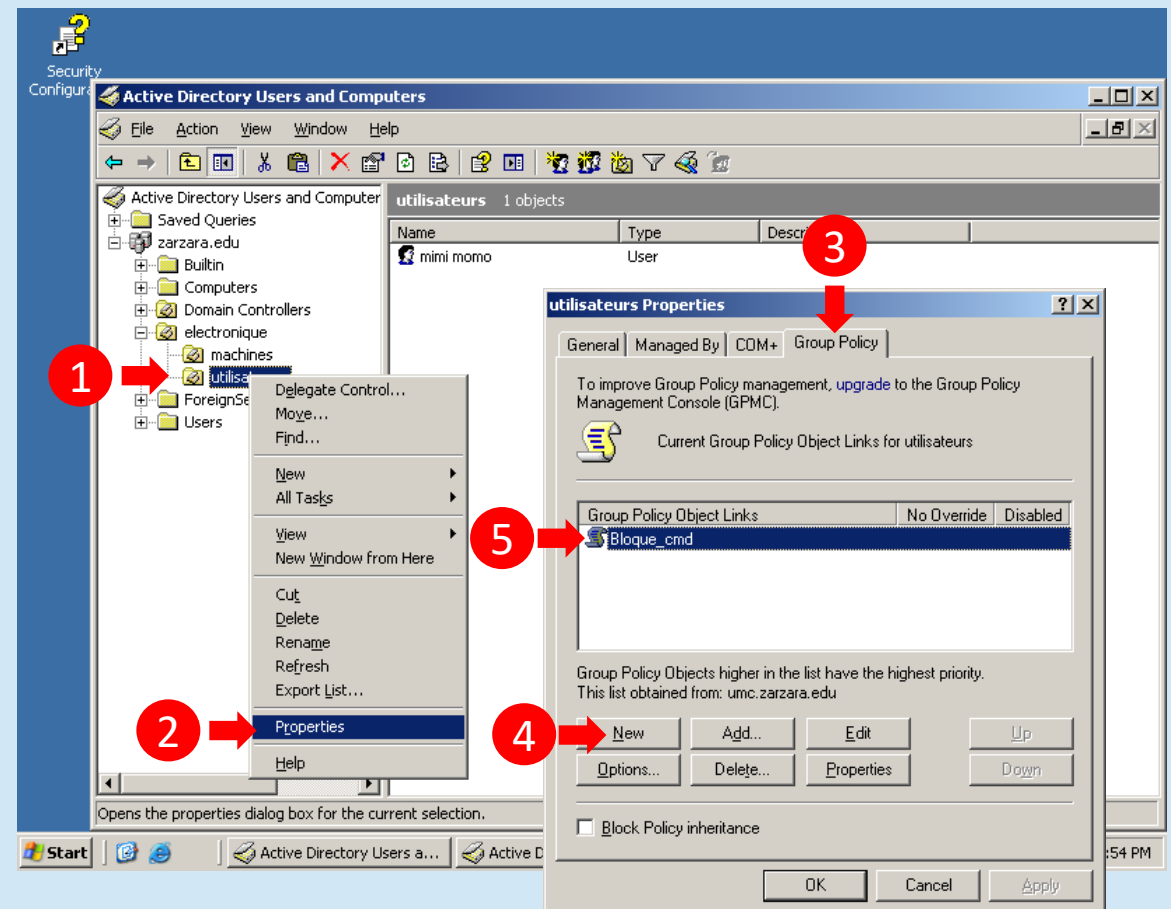 Security
Configura
Active Directory Users and Computers
File Action View Window Help
Active Directory Users and Computer
Saved Queries
zarzara.edu
Builtin
Computers
Domain Controllers
electronique
machines
utilisa
ForeignSe
Users
utilisateurs 1 objects
Name Type Descri
mimi momo User
1
Delegate Control...
Move...
Find...
New
All Tasks
View
New Window from Here
Cut
Delete
Rename
Refresh
Export List...
2
Properties
Help
3
utilisateurs Properties
General Managed By COM+ Group Policy
To improve Group Policy management, upgrade to the Group Policy
Management Console (GPMC).
Current Group Policy Object Links for utilisateurs
Group Policy Object Links No Override Disabled
5
Bloque_cmd
Group Policy Objects higher in the list have the highest priority.
This list obtained from: umc.zarzara.edu
4
New Add... Edit Up
Options... Delete... Properties Down
Block Policy inheritance
OK Cancel Apply
Opens the properties dialog box for the current selection.
Start Active Directory Users a... Active D :54 PM